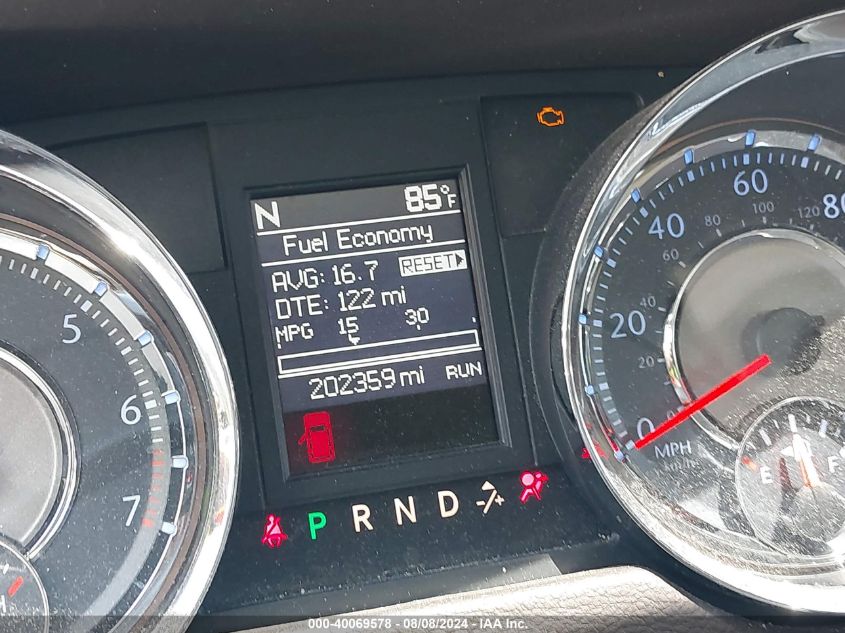 N 85°F
Fuel Economy
AVG: 16.7 RESET
DTE: 122 mi
MPG 15 30
202359 mi RUN
5
6
7
H
P R N D -/+
0 20 40 60 80
20 40 60 80 100 120
MPH
km/h
E F
000-40069578 - 08/08/2024 - IAA Inc.